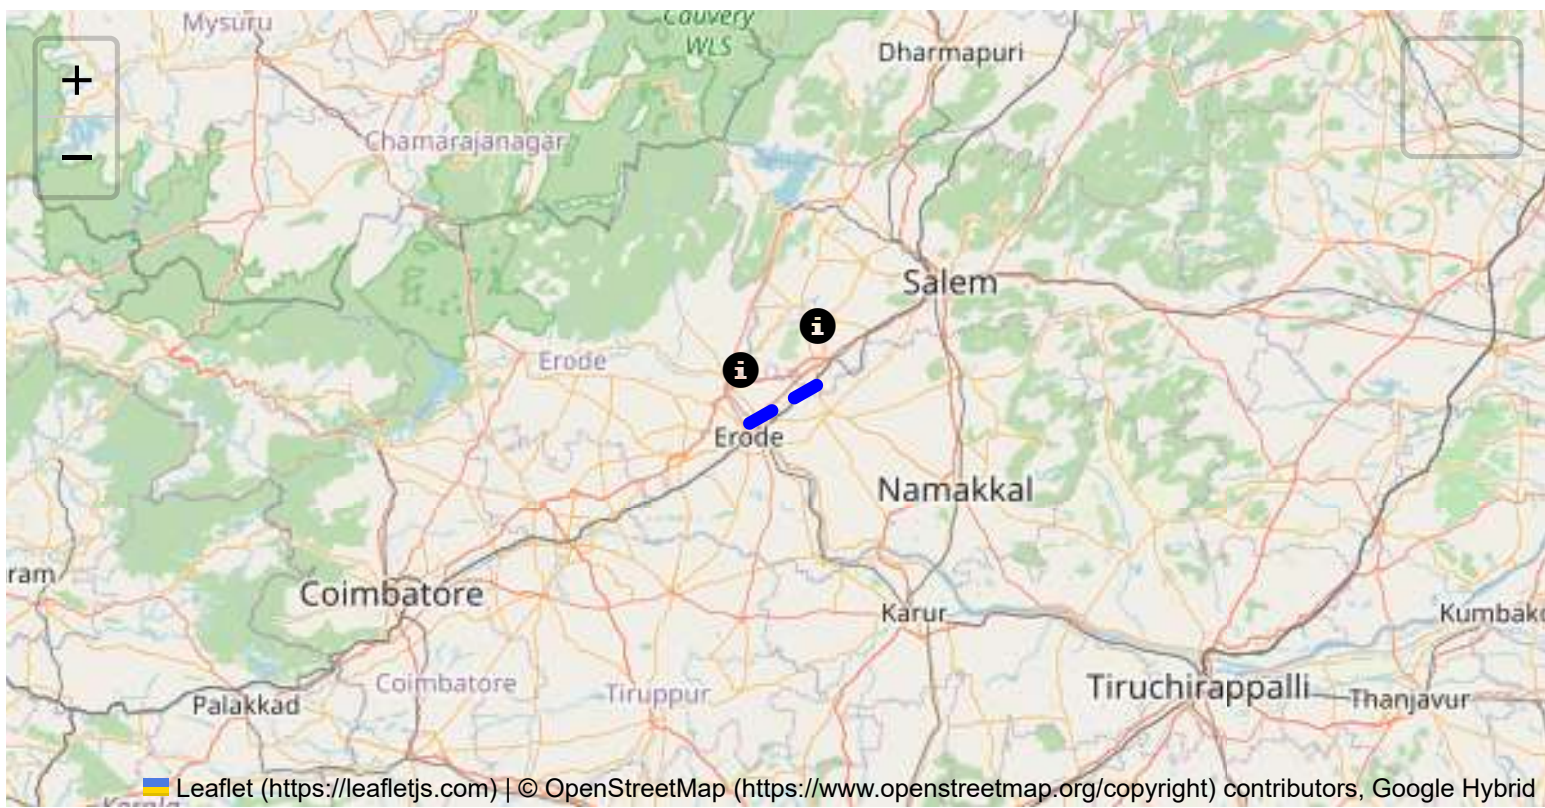 Mysuru
Cauvery
WLS
Dharmapuri
+
Chamarajanagar
−
Salem
i
Erode
i
Erode
Namakkal
ram
Coimbatore
Karur
Kumbako
Coimbatore
Tiruppur
Tiruchirappalli
Thanjavur
Palakkad
Leaflet (https://leafletjs.com) | © OpenStreetMap (https://www.openstreetmap.org/copyright) contributors, Google Hybrid
Kerala